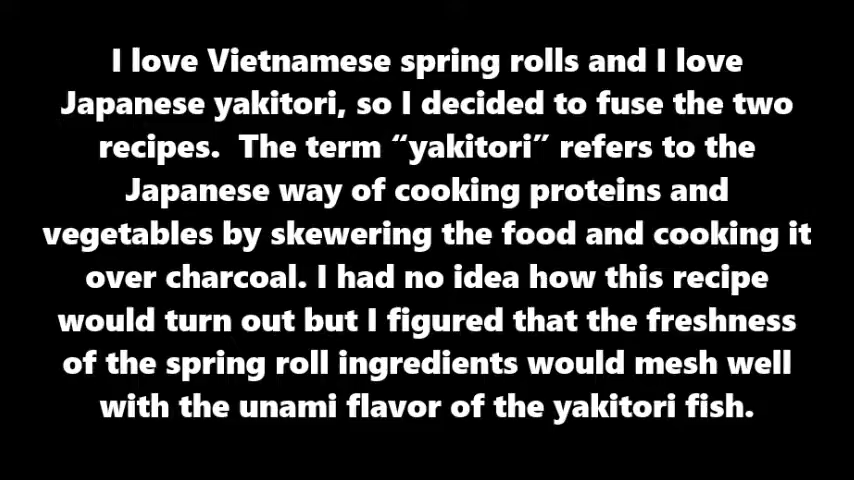 I love Vietnamese spring rolls and I love
Japanese yakitori, so I decided to fuse the two
recipes.  The term “yakitori” refers to the
Japanese way of cooking proteins and
vegetables by skewering the food and cooking it
over charcoal. I had no idea how this recipe
would turn out but I figured that the freshness
of the spring roll ingredients would mesh well
with the unami flavor of the yakitori fish.